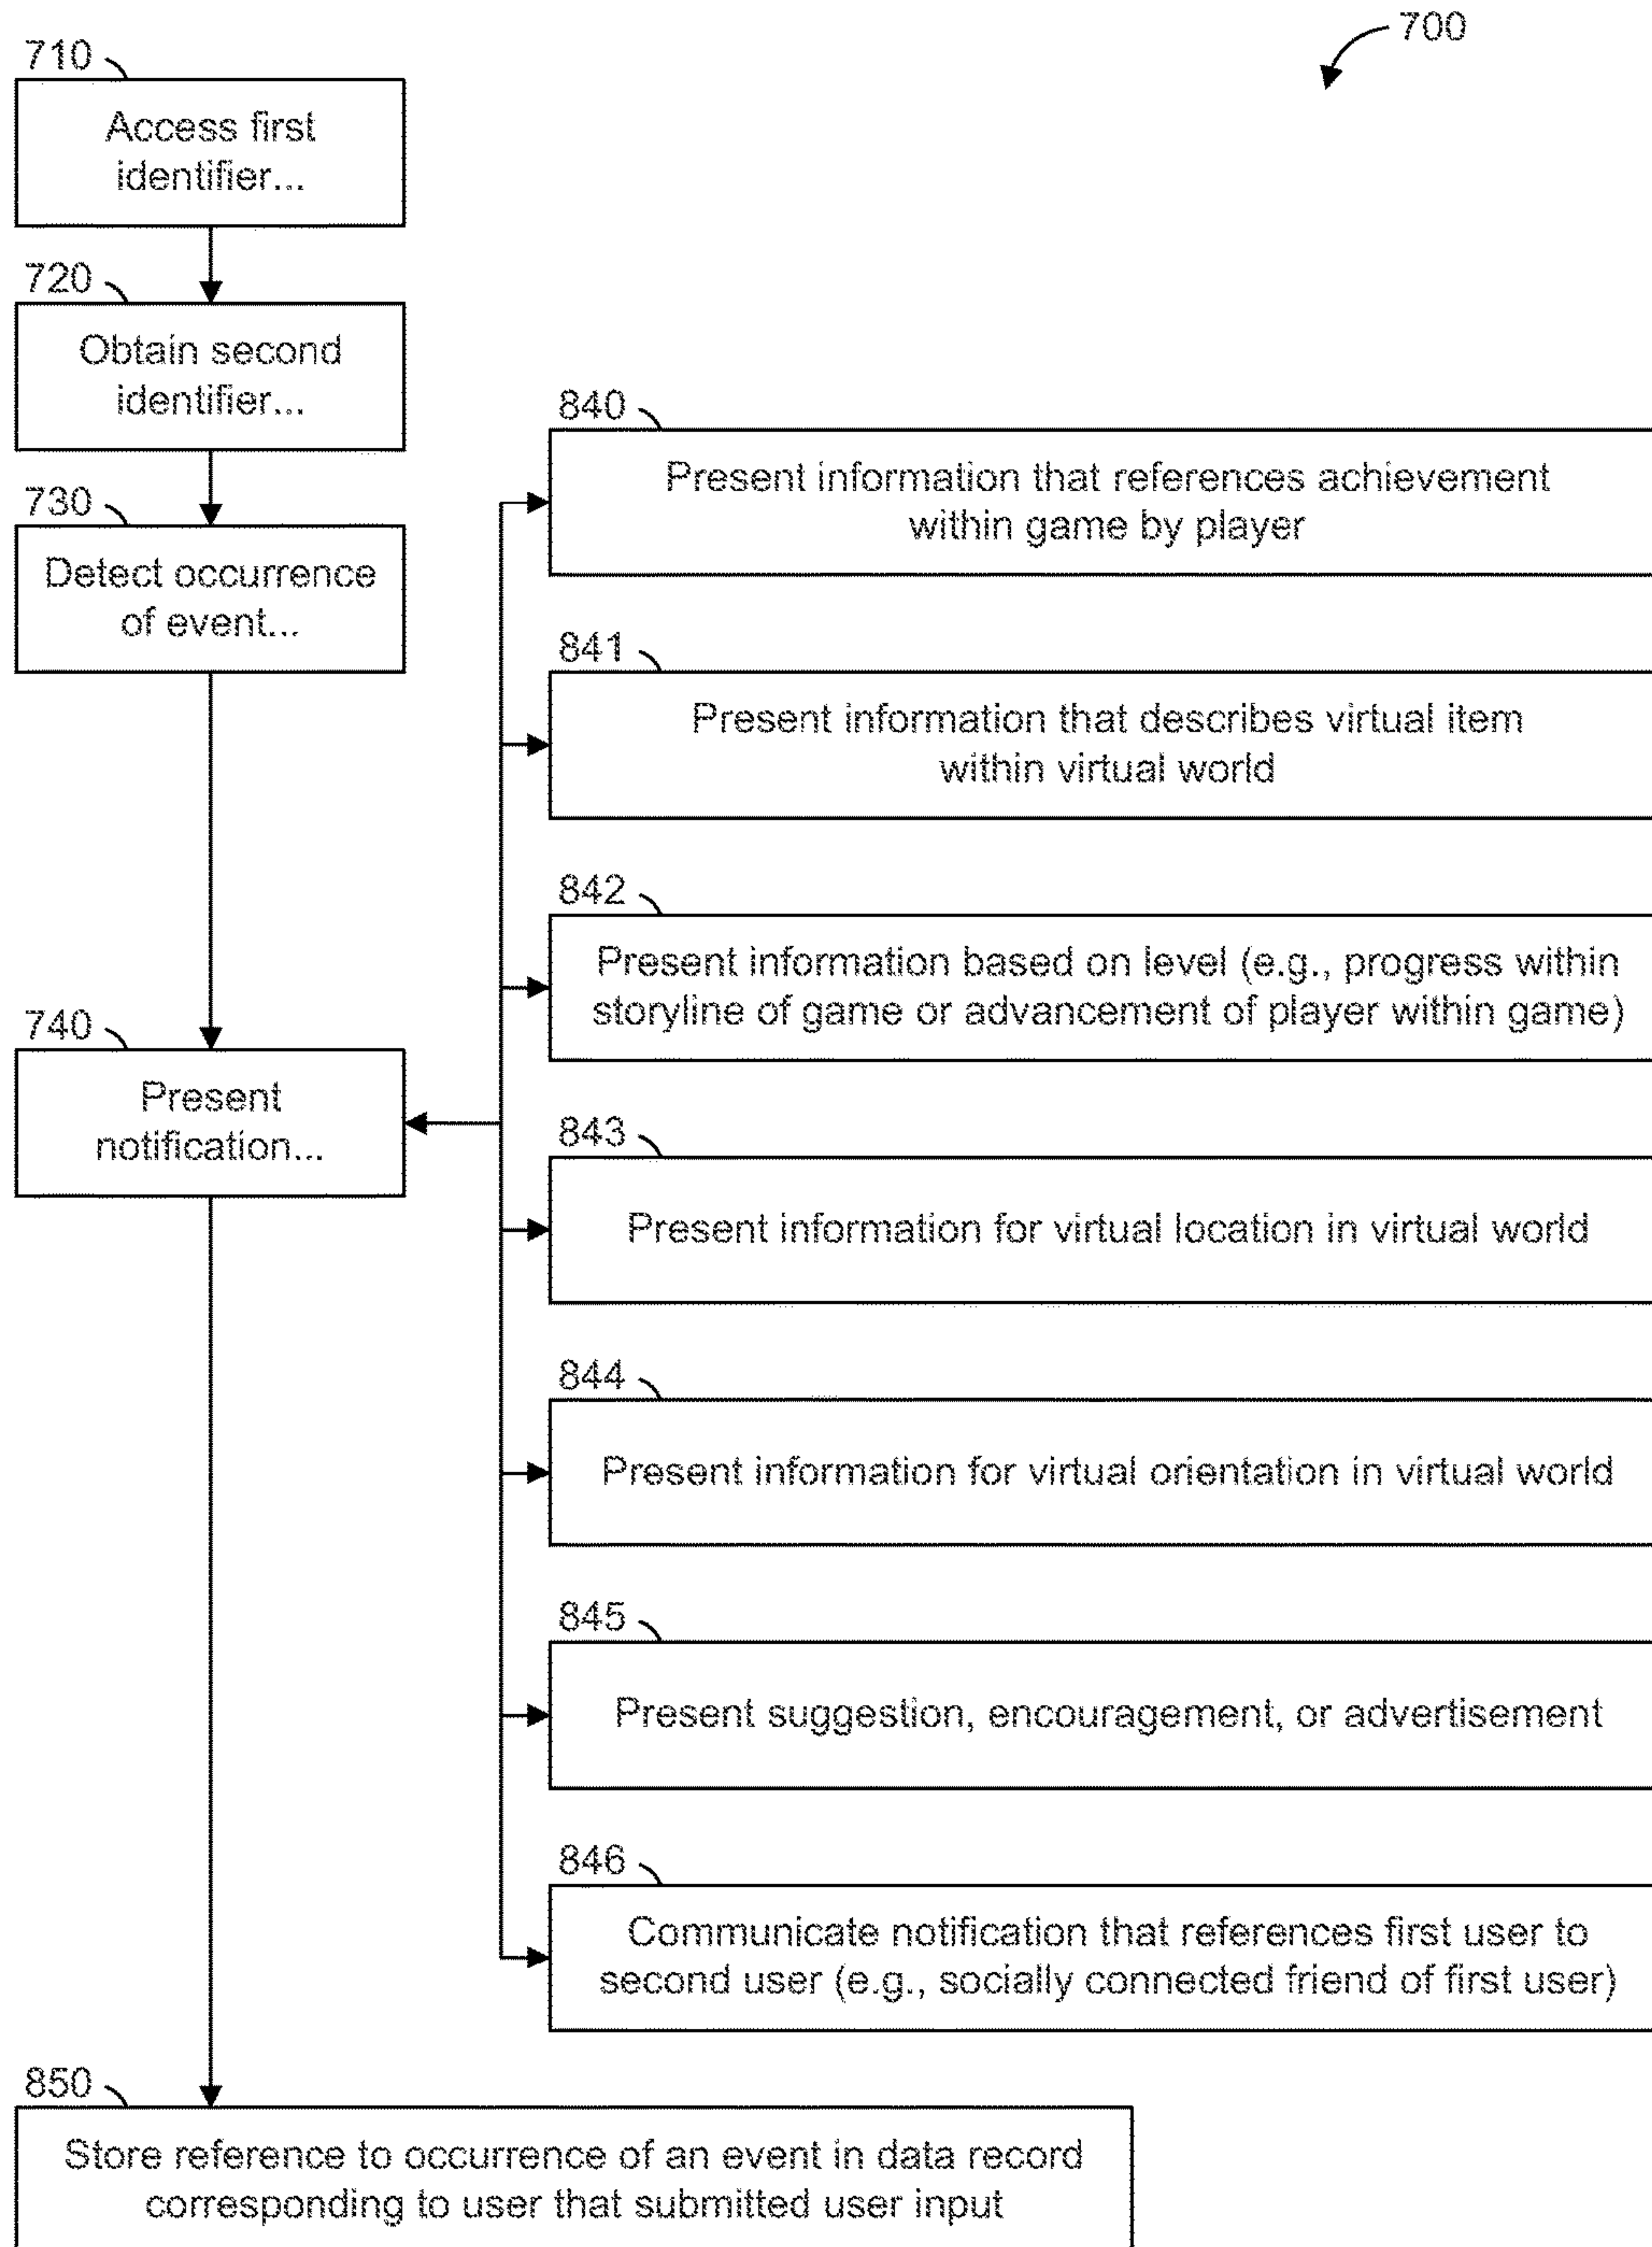 700
710
Access first
identifier...
720
Obtain second
identifier...
730
Detect occurrence
of event...
740
Present
notification...
840
Present information that references achievement
within game by player
841
Present information that describes virtual item
within virtual world
842
Present information based on level (e.g., progress within
storyline of game or advancement of player within game)
843
Present information for virtual location in virtual world
844
Present information for virtual orientation in virtual world
845
Present suggestion, encouragement, or advertisement
846
Communicate notification that references first user to
second user (e.g., socially connected friend of first user)
850
Store reference to occurrence of an event in data record
corresponding to user that submitted user input